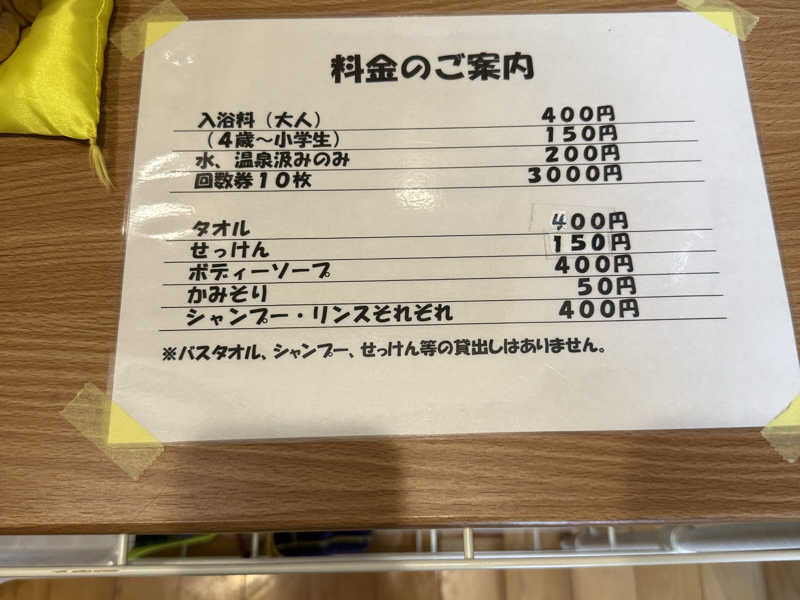 料金のご案内
入浴料（大人） 400円
（4歳～小学生） 150円
水、温泉汲みのみ 200円
回数券10枚 3000円
タオル 400円
せっけん 150円
ボディーソープ 400円
かみそり 50円
シャンプー・リンスそれぞれ 400円
※バスタオル、シャンプー、せっけん等の貸出しはありません。